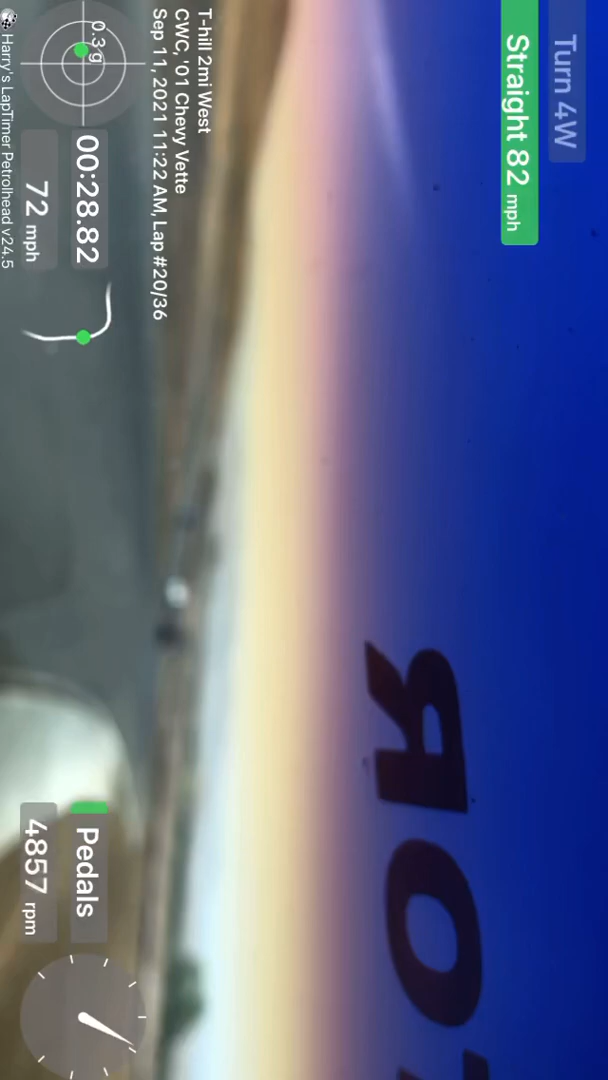 Turn 4W
Straight 82 mph
T-hill 2mi West
CWC, '01 Chevy Vette
Sep 11, 2021 11:22 AM, Lap #20/36
0.3 g
00:28.82
72 mph
Pedals
4857 rpm
Harry's LapTimer Petrolhead v24.5